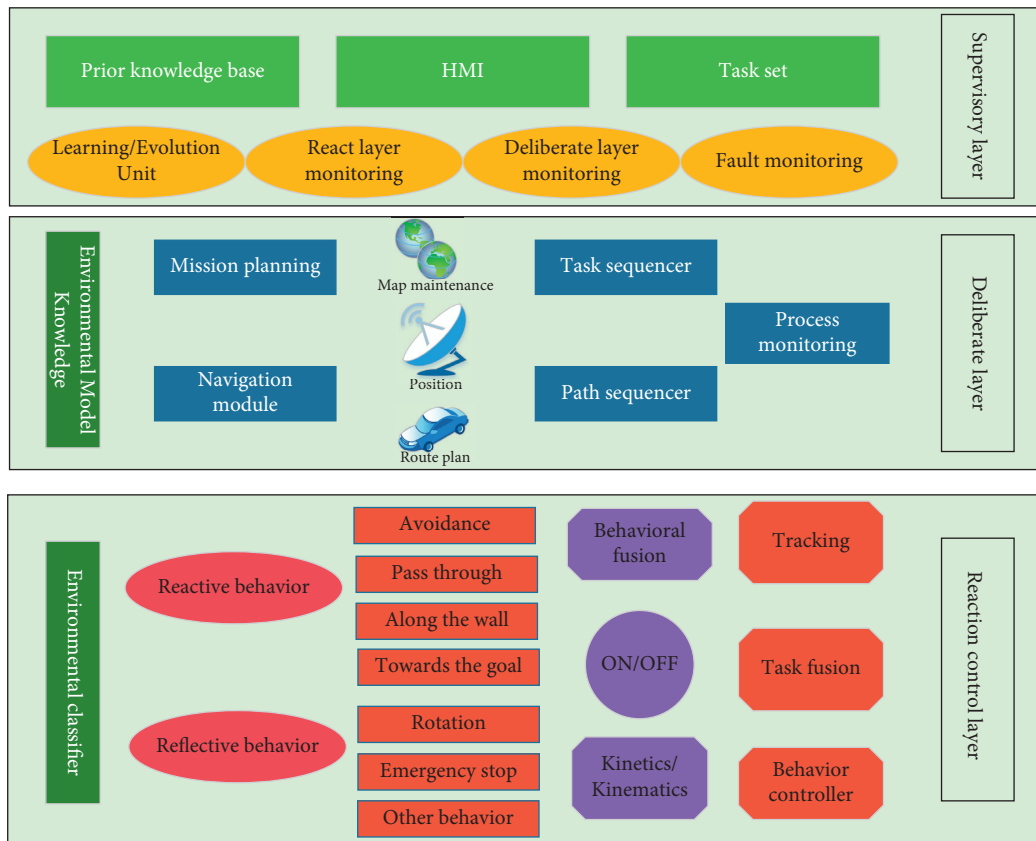 Prior knowledge base
HMI
Task set
Learning/Evolution
Unit
React layer
monitoring
Deliberate layer
monitoring
Fault monitoring
Supervisory layer
Environmental Model
Knowledge
Mission planning
Map maintenance
Task sequencer
Process
monitoring
Navigation
module
Position
Path sequencer
Route plan
Deliberate layer
Environmental classifier
Reactive behavior
Reflective behavior
Avoidance
Pass through
Along the wall
Towards the goal
Rotation
Emergency stop
Other behavior
Behavioral
fusion
ON/OFF
Kinetics/
Kinematics
Tracking
Task fusion
Behavior
controller
Reaction control layer